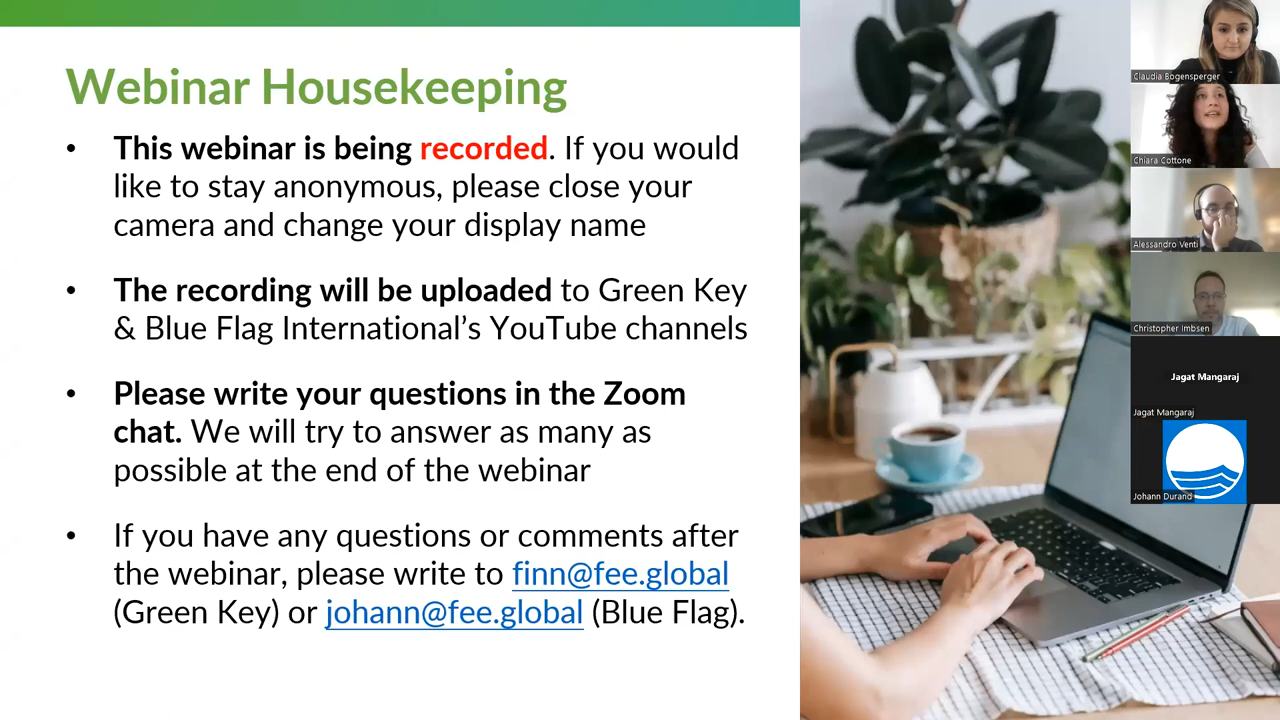 Webinar Housekeeping
• This webinar is being recorded. If you would
like to stay anonymous, please close your
camera and change your display name
• The recording will be uploaded to Green Key
& Blue Flag International’s YouTube channels
• Please write your questions in the Zoom
chat. We will try to answer as many as
possible at the end of the webinar
• If you have any questions or comments after
the webinar, please write to finn@fee.global
(Green Key) or johann@fee.global (Blue Flag).
Claudia Bogensperger
Chiara Cottone
Alessandro Venti
Christopher Imbsen
Jagat Mangaraj
Jagat Mangaraj
Johann Durand